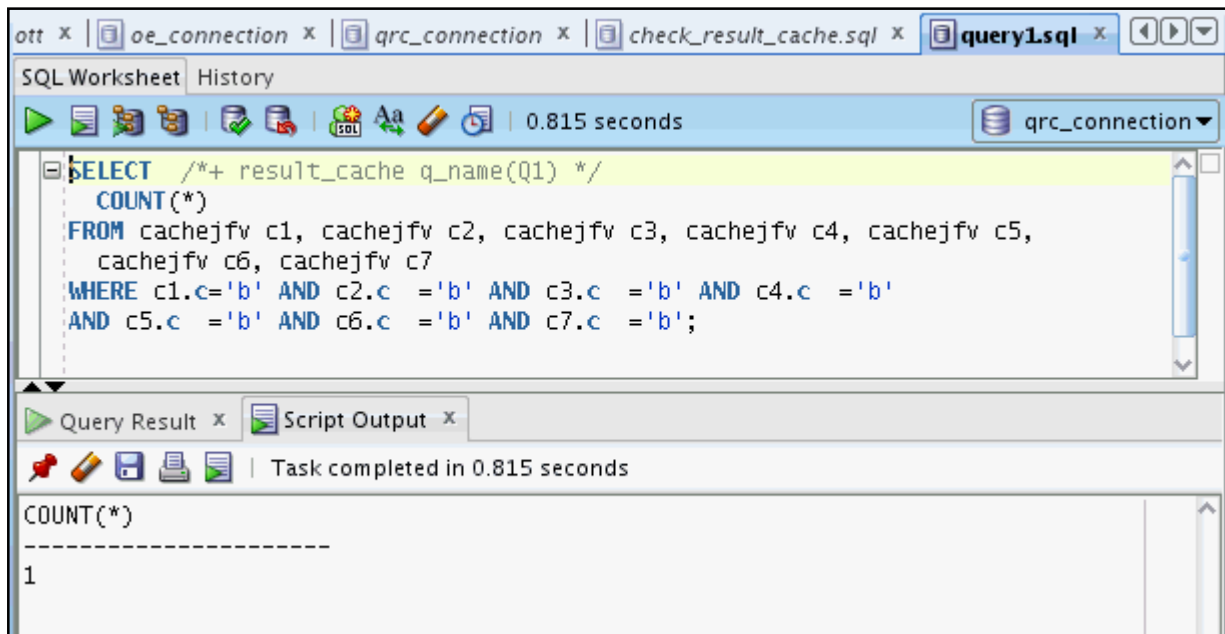 ott x oe_connection x qrc_connection x check_result_cache.sql x query1.sql x
SQL Worksheet History
SQL Aa 0.815 seconds qrc_connection
SELECT /*+ result_cache q_name(Q1) */
COUNT(*)
FROM cachejfv c1, cachejfv c2, cachejfv c3, cachejfv c4, cachejfv c5,
cachejfv c6, cachejfv c7
WHERE c1.c='b' AND c2.c ='b' AND c3.c ='b' AND c4.c ='b'
AND c5.c ='b' AND c6.c ='b' AND c7.c ='b';
Query Result x Script Output x
Task completed in 0.815 seconds
COUNT(*)
----------------------
1